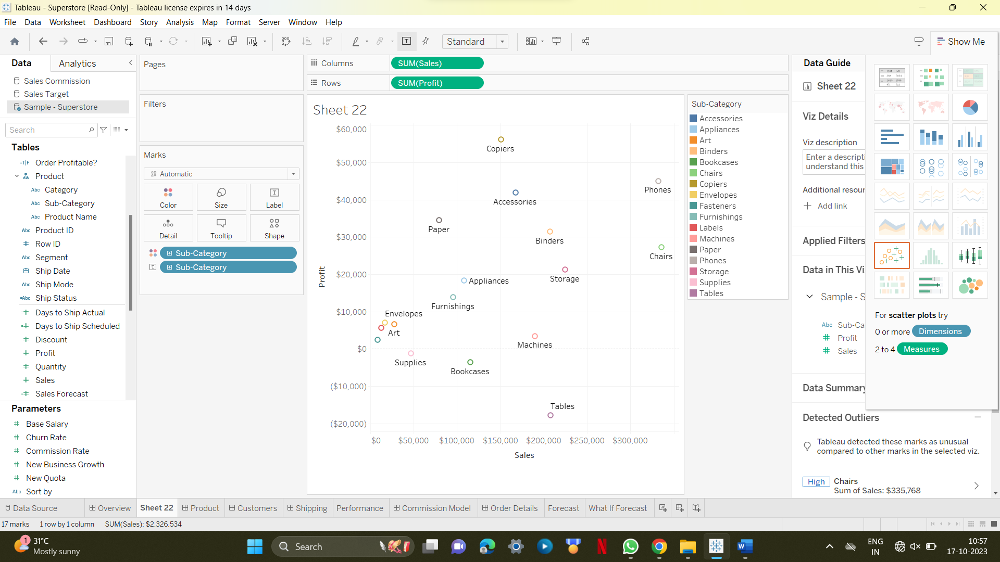 Tableau - Superstore [Read-Only] - Tableau license expires in 14 days
File Data Worksheet Dashboard Story Analysis Map Format Server Window Help
Standard
Show Me
Data
Analytics
Sales Commission
Sales Target
Sample - Superstore
Search
Tables
Order Profitable?
Product
Abc Category
Abc Sub-Category
Abc Product Name
Abc Product ID
Row ID
Abc Segment
Ship Date
Abc Ship Mode
Abc Ship Status
Days to Ship Actual
Days to Ship Scheduled
Discount
Profit
Quantity
Sales
Sales Forecast
Parameters
Base Salary
Churn Rate
Commission Rate
New Business Growth
New Quota
Abc Sort by
Pages
Filters
Marks
Automatic
Color
Size
Label
Detail
Tooltip
Shape
Sub-Category
Sub-Category
Columns
SUM(Sales)
Rows
SUM(Profit)
Sheet 22
$60,000
$50,000
$40,000
$30,000
$20,000
$10,000
$0
($10,000)
($20,000)
Profit
Copiers
Phones
Accessories
Paper
Binders
Chairs
Storage
Appliances
Furnishings
Envelopes
Art
Machines
Supplies
Bookcases
Tables
$0 $50,000 $100,000 $150,000 $200,000 $250,000 $300,000
Sales
Sub-Category
Accessories
Appliances
Art
Binders
Bookcases
Chairs
Copiers
Envelopes
Fasteners
Furnishings
Labels
Machines
Paper
Phones
Storage
Supplies
Tables
Data Guide
Sheet 22
Viz Details
Viz description
Enter a descripti
understand this
Additional resour
Add link
Applied Filters
Data in This Vi
Sample - S
Abc Sub-Ca
Profit
Sales
Data Summary
Detected Outliers
Tableau detected these marks as unusual
compared to other marks in the selected viz.
High
Chairs
Sum of Sales: $335,768
For scatter plots try
0 or more Dimensions
2 to 4 Measures
Data Source
Overview
Sheet 22
Product
Customers
Shipping
Performance
Commission Model
Order Details
Forecast
What If Forecast
17 marks 1 row by 1 column SUM(Sales): $2,326,534
1
31°C
Mostly sunny
Search
ENG
IN
10:57
17-10-2023